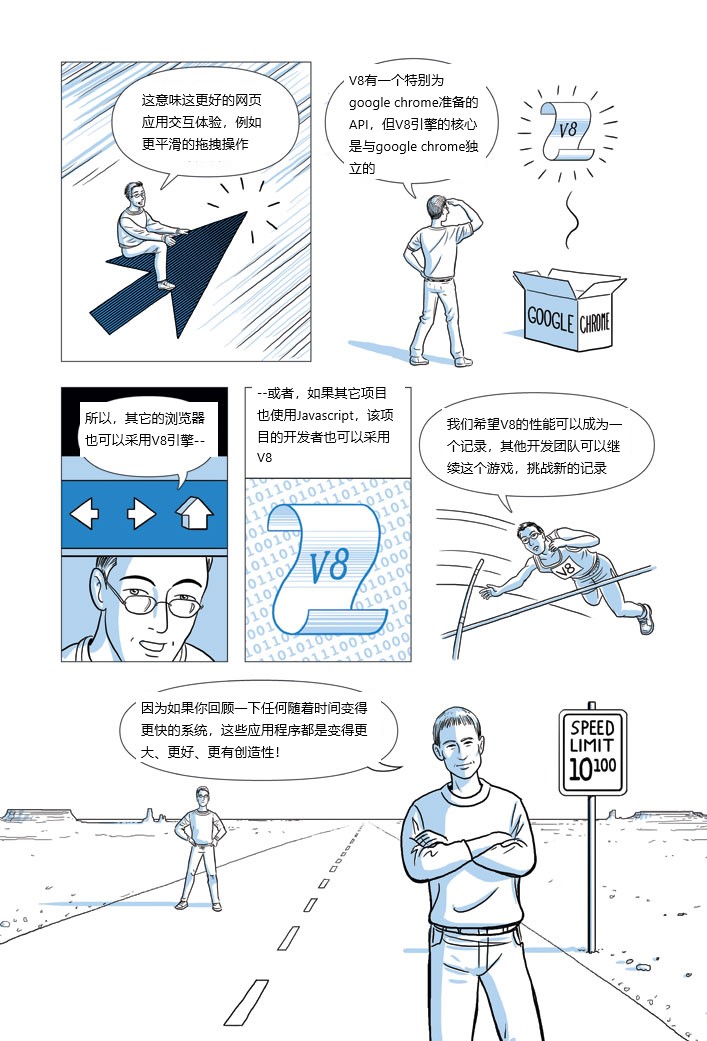 这意味这更好的网页
应用交互体验，例如
更平滑的拖拽操作
V8有一个特别为
google chrome准备的
API，但V8引擎的核心
是与google chrome独
立的
V8
GOOGLE CHROME
所以，其它的浏览器
也可以采用V8引擎--
--或者，如果其它项目
也使用Javascript，该项
目的开发者也可以采用
V8
V8
我们希望V8的性能可以成为一
个记录，其他开发团队可以继
续这个游戏，挑战新的记录
V8
因为如果你回顾一下任何随着时间变得
更快的系统，这些应用程序都是变得更
大、更好、更有创造性！
SPEED
LIMIT
10¹⁰⁰